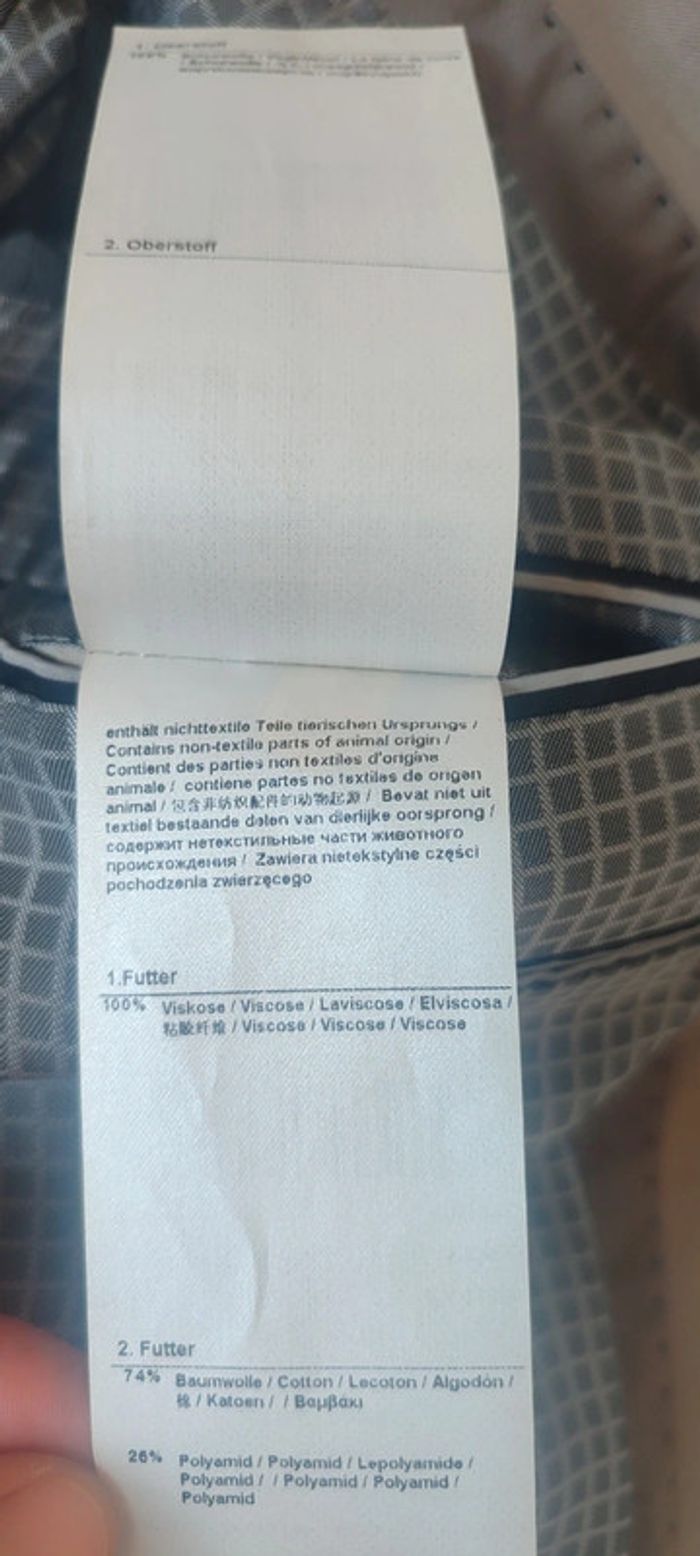 1. Oberstoff
100%
2. Oberstoff
enthält nichttextile Teile tierischen Ursprungs /
Contains non-textile parts of animal origin /
Contient des parties non textiles d'origine
animale / contiene partes no textiles de origen
animal / 包含非纺织配件的动物起源 / Bevat niet uit
textiel bestaande delen van dierlijke oorsprong /
содержит нетекстильные части животного
происхождения / Zawiera nietekstylne części
pochodzenia zwierzęcego
1.Futter
100% Viskose / Viscose / Laviscose / Elviscosa /
粘胶纤维 / Viscose / Viscose / Viscose
2. Futter
74% Baumwolle / Cotton / Lecoton / Algodón /
棉 / Katoen / / Βαμβακι
26% Polyamid / Polyamid / Lepolyamide /
Polyamid / / Polyamid / Polyamid /
Polyamid